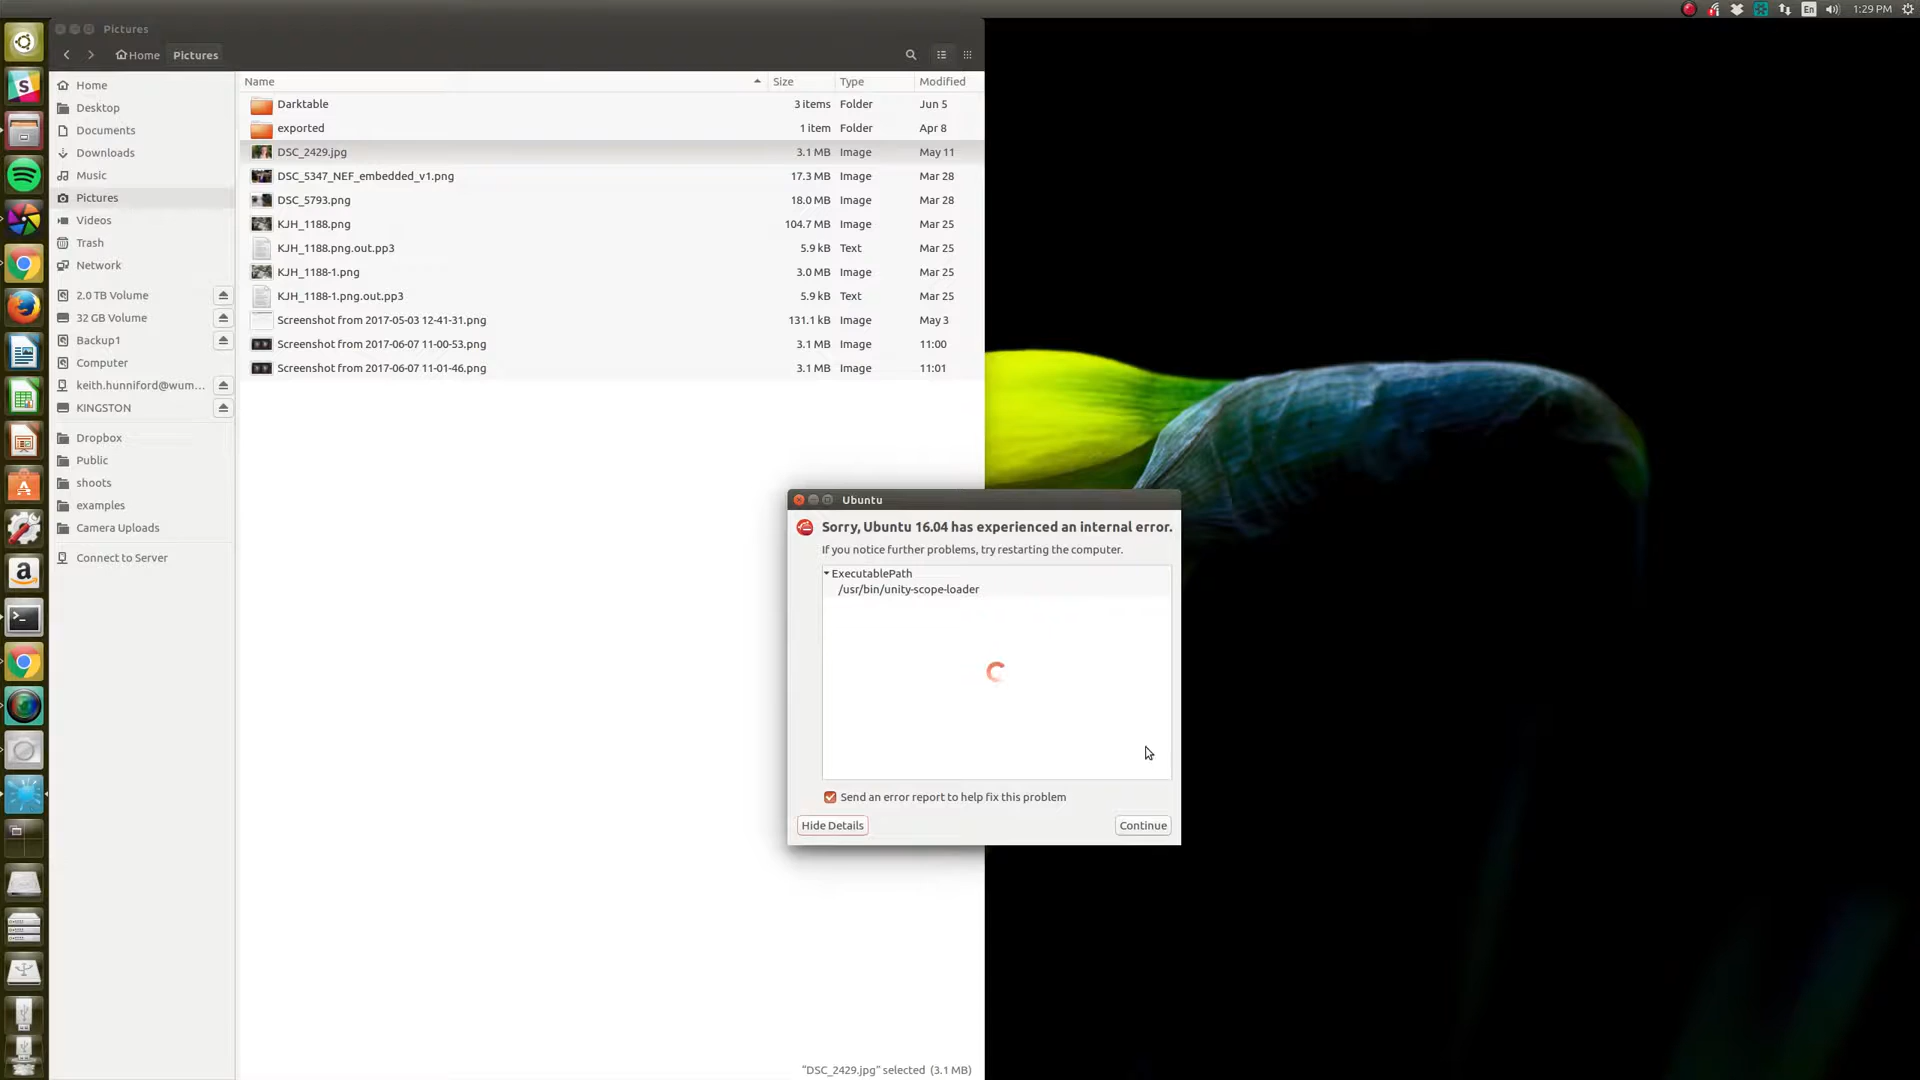 En
1:29 PM
Pictures
Home
Pictures
Home
Desktop
Documents
Downloads
Music
Pictures
Videos
Trash
Network
2.0 TB Volume
32 GB Volume
Backup1
Computer
keith.hunniford@wum...
KINGSTON
Dropbox
Public
shoots
examples
Camera Uploads
Connect to Server
Name Size Type Modified
Darktable 3 items Folder Jun 5
exported 1 item Folder Apr 8
DSC_2429.jpg 3.1 MB Image May 11
DSC_5347_NEF_embedded_v1.png 17.3 MB Image Mar 28
DSC_5793.png 18.0 MB Image Mar 28
KJH_1188.png 104.7 MB Image Mar 25
KJH_1188.png.out.pp3 5.9 kB Text Mar 25
KJH_1188-1.png 3.0 MB Image Mar 25
KJH_1188-1.png.out.pp3 5.9 kB Text Mar 25
Screenshot from 2017-05-03 12-41-31.png 131.1 kB Image May 3
Screenshot from 2017-06-07 11-00-53.png 3.1 MB Image 11:00
Screenshot from 2017-06-07 11-01-46.png 3.1 MB Image 11:01
Ubuntu
Sorry, Ubuntu 16.04 has experienced an internal error.
If you notice further problems, try restarting the computer.
ExecutablePath
/usr/bin/unity-scope-loader
Send an error report to help fix this problem
Hide Details
Continue
"DSC_2429.jpg" selected (3.1 MB)